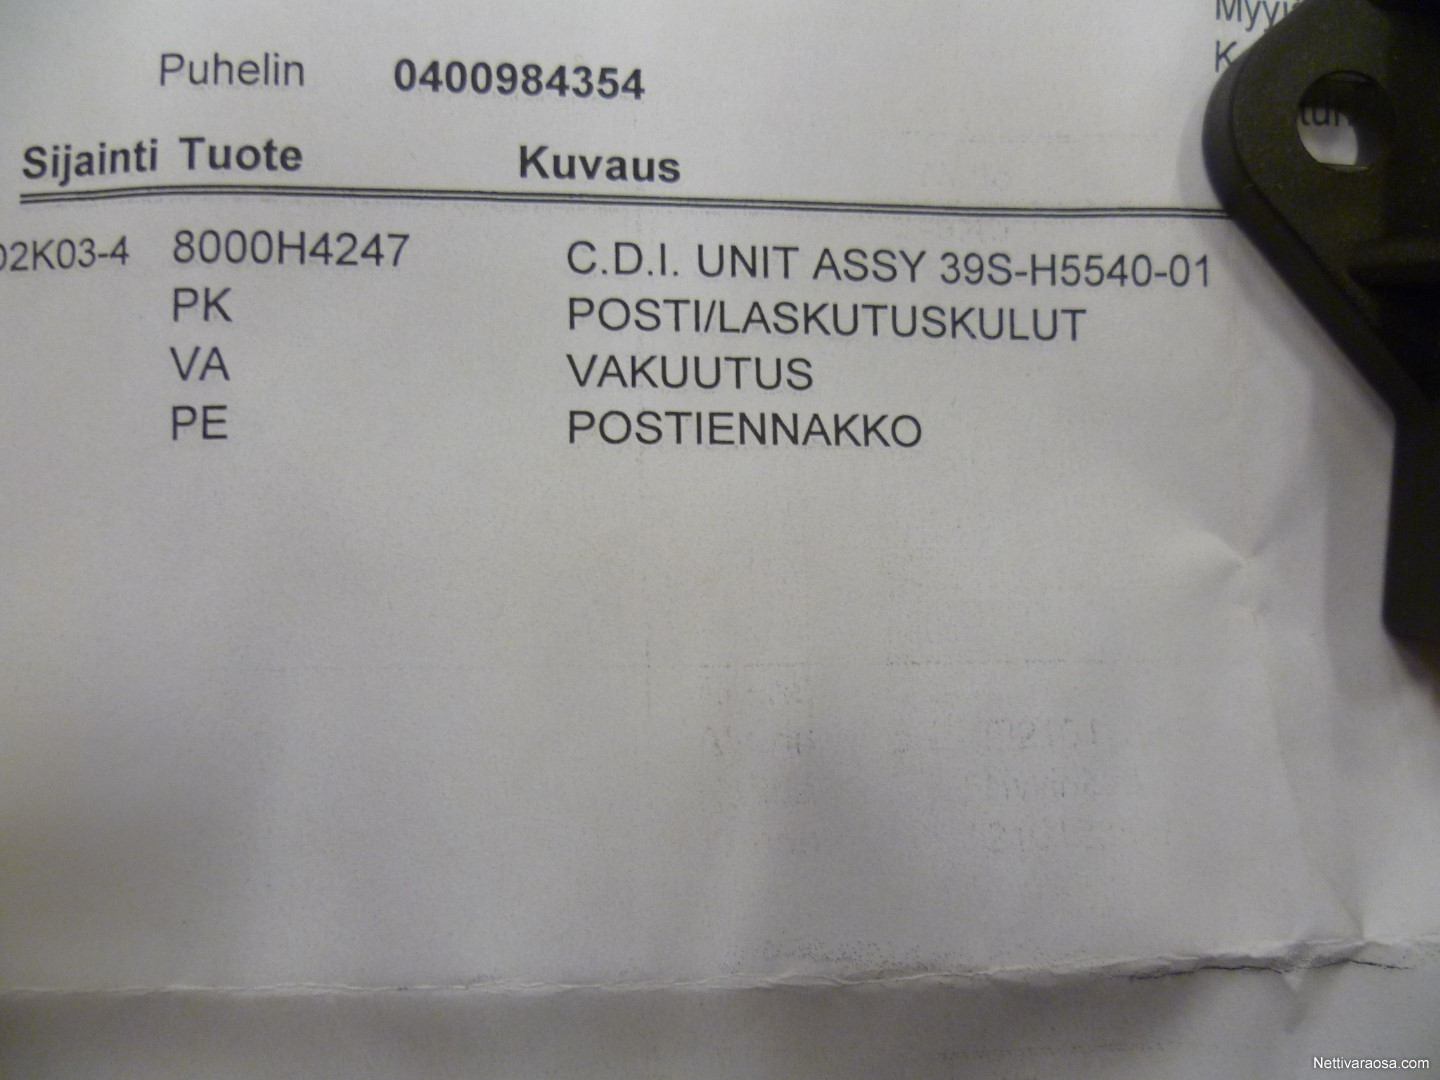 Puhelin 0400984354
Sijainti Tuote Kuvaus
02K03-4 8000H4247 C.D.I. UNIT ASSY 39S-H5540-01
PK POSTI/LASKUTUSKULUT
VA VAKUUTUS
PE POSTIENNAKKO
Nettivaraosa.com